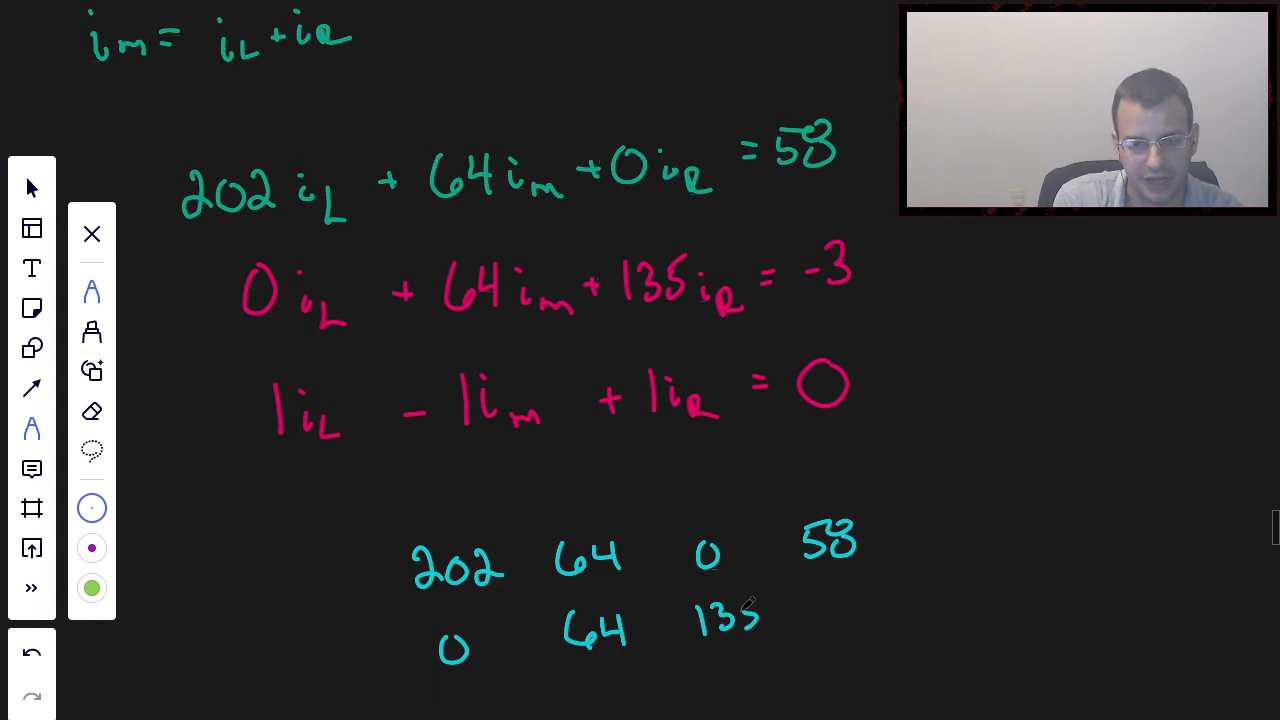 im = iL + iR
202 iL + 64 im + 0 iR = 58
0 iL + 64 im + 135 iR = -3
1 iL - 1 im + 1 iR = 0
202 64 0 58
0 64 135